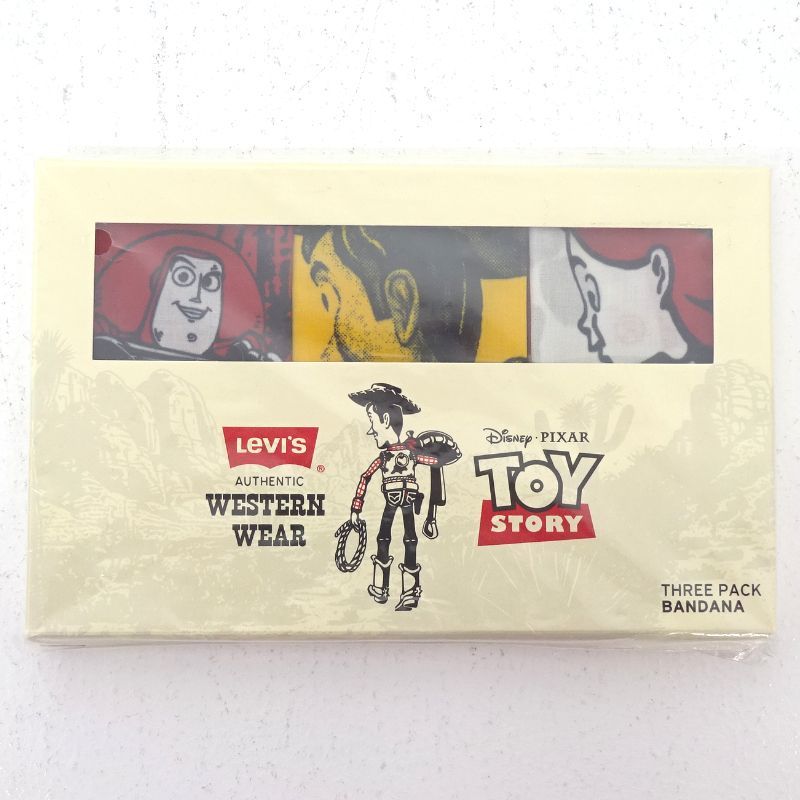 LEVI'S
®
AUTHENTIC
WESTERN
WEAR
DISNEY · PIXAR
TOY
STORY
THREE PACK
BANDANA